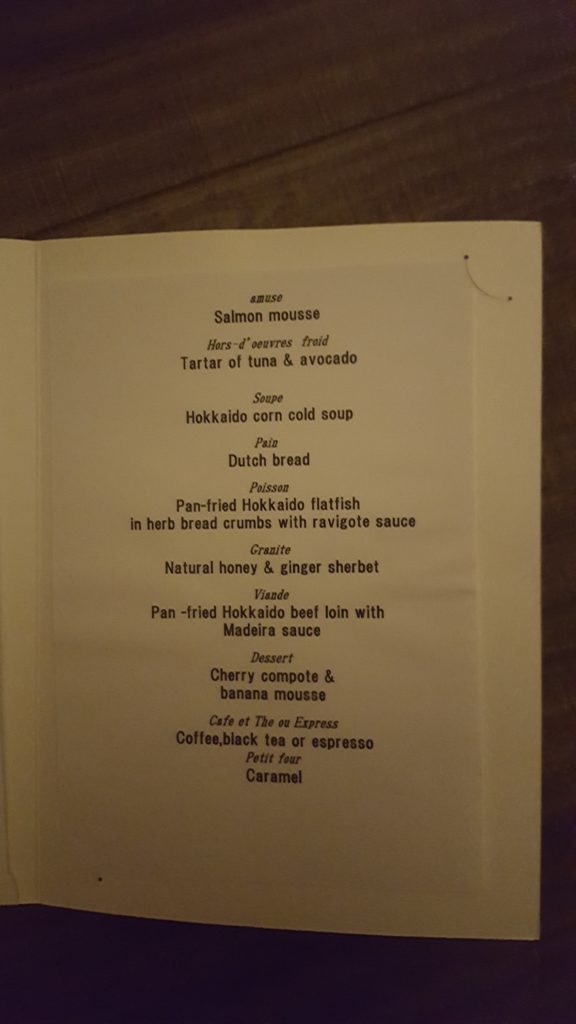 amuse
Salmon mousse
Hors-d'oeuvres froid
Tartar of tuna & avocado
Soupe
Hokkaido corn cold soup
Pain
Dutch bread
Poisson
Pan-fried Hokkaido flatfish
in herb bread crumbs with ravigote sauce
Granite
Natural honey & ginger sherbet
Viande
Pan -fried Hokkaido beef loin with
Madeira sauce
Dessert
Cherry compote &
banana mousse
Cafe et The ou Express
Coffee,black tea or espresso
Petit four
Caramel